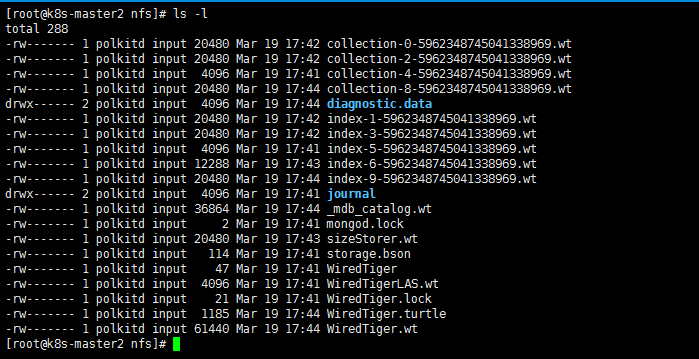 [root@k8s-master2 nfs]# ls -l
total 288
-rw------- 1 polkitd input 20480 Mar 19 17:42 collection-0-5962348745041338969.wt
-rw------- 1 polkitd input 20480 Mar 19 17:42 collection-2-5962348745041338969.wt
-rw------- 1 polkitd input  4096 Mar 19 17:41 collection-4-5962348745041338969.wt
-rw------- 1 polkitd input 20480 Mar 19 17:44 collection-8-5962348745041338969.wt
drwx------ 2 polkitd input  4096 Mar 19 17:44 diagnostic.data
-rw------- 1 polkitd input 20480 Mar 19 17:42 index-1-5962348745041338969.wt
-rw------- 1 polkitd input 20480 Mar 19 17:42 index-3-5962348745041338969.wt
-rw------- 1 polkitd input  4096 Mar 19 17:41 index-5-5962348745041338969.wt
-rw------- 1 polkitd input 12288 Mar 19 17:43 index-6-5962348745041338969.wt
-rw------- 1 polkitd input 20480 Mar 19 17:44 index-9-5962348745041338969.wt
drwx------ 2 polkitd input  4096 Mar 19 17:41 journal
-rw------- 1 polkitd input 36864 Mar 19 17:44 _mdb_catalog.wt
-rw------- 1 polkitd input     2 Mar 19 17:41 mongod.lock
-rw------- 1 polkitd input 20480 Mar 19 17:43 sizeStorer.wt
-rw------- 1 polkitd input   114 Mar 19 17:41 storage.bson
-rw------- 1 polkitd input    47 Mar 19 17:41 WiredTiger
-rw------- 1 polkitd input  4096 Mar 19 17:41 WiredTigerLAS.wt
-rw------- 1 polkitd input    21 Mar 19 17:41 WiredTiger.lock
-rw------- 1 polkitd input  1185 Mar 19 17:44 WiredTiger.turtle
-rw------- 1 polkitd input 61440 Mar 19 17:44 WiredTiger.wt
[root@k8s-master2 nfs]#